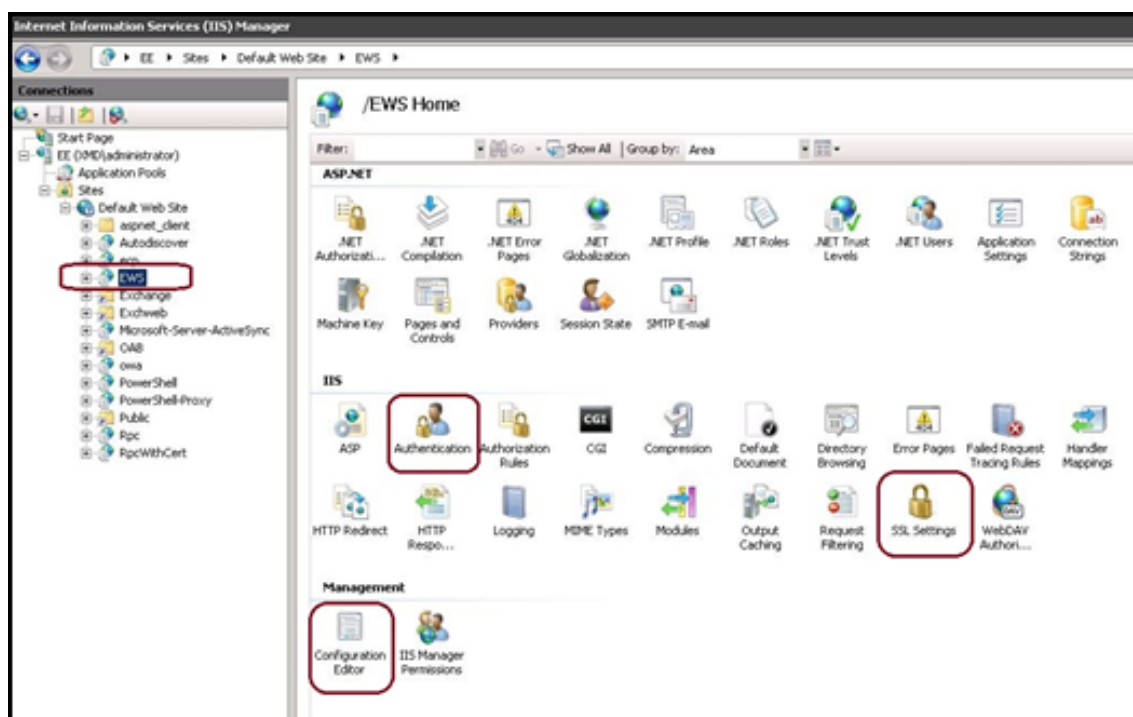 Internet Information Services (IIS) Manager
EE Sites Default Web Site EWS
Connections
Start Page
EE (XMD\administrator)
Application Pools
Sites
Default Web Site
aspnet_client
Autodiscover
ecp
EWS
Exchange
Exchweb
Microsoft-Server-ActiveSync
OAB
owa
PowerShell
PowerShell-Proxy
Public
Rpc
RpcWithCert
/EWS Home
Filter: Go Show All Group by: Area
ASP.NET
.NET .NET .NET Error .NET .NET Profile .NET Roles .NET Trust .NET Users Application Connection
Authorizati... Compilation Pages Globalization Levels Settings Strings
Machine Key Pages and Providers Session State SMTP E-mail
Controls
IIS
ASP Authentication Authorization CGI Compression Default Directory Error Pages Failed Request Handler
Rules Document Browsing Tracing Rules Mappings
HTTP Redirect HTTP Logging MIME Types Modules Output Request SSL Settings WebDAV
Respo... Caching Filtering Authori...
Management
Configuration IIS Manager
Editor Permissions